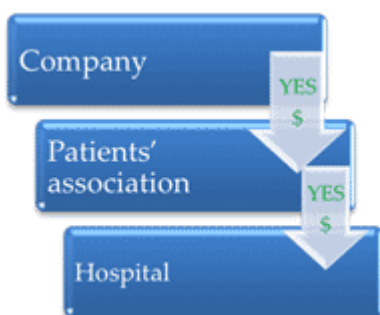 Company
YES
$
Patients'
association
YES
$
Hospital